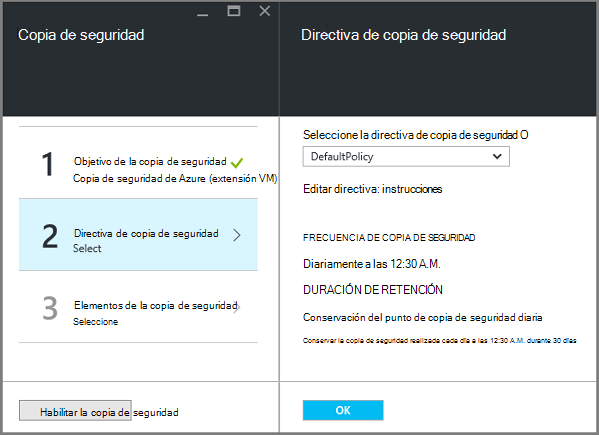 Copia de seguridad
1
Objetivo de la copia de seguridad
Copia de seguridad de Azure (extensión VM)
2
Directiva de copia de seguridad
Select
3
Elementos de la copia de seguridad
Seleccione
Habilitar la copia de seguridad
Directiva de copia de seguridad
Seleccione la directiva de copia de seguridad O
DefaultPolicy
Editar directiva: instrucciones
FRECUENCIA DE COPIA DE SEGURIDAD
Diariamente a las 12:30 A.M.
DURACIÓN DE RETENCIÓN
Conservación del punto de copia de seguridad diaria
Conservar la copia de seguridad realizada cada día a las 12:30 A.M. durante 30 días
OK